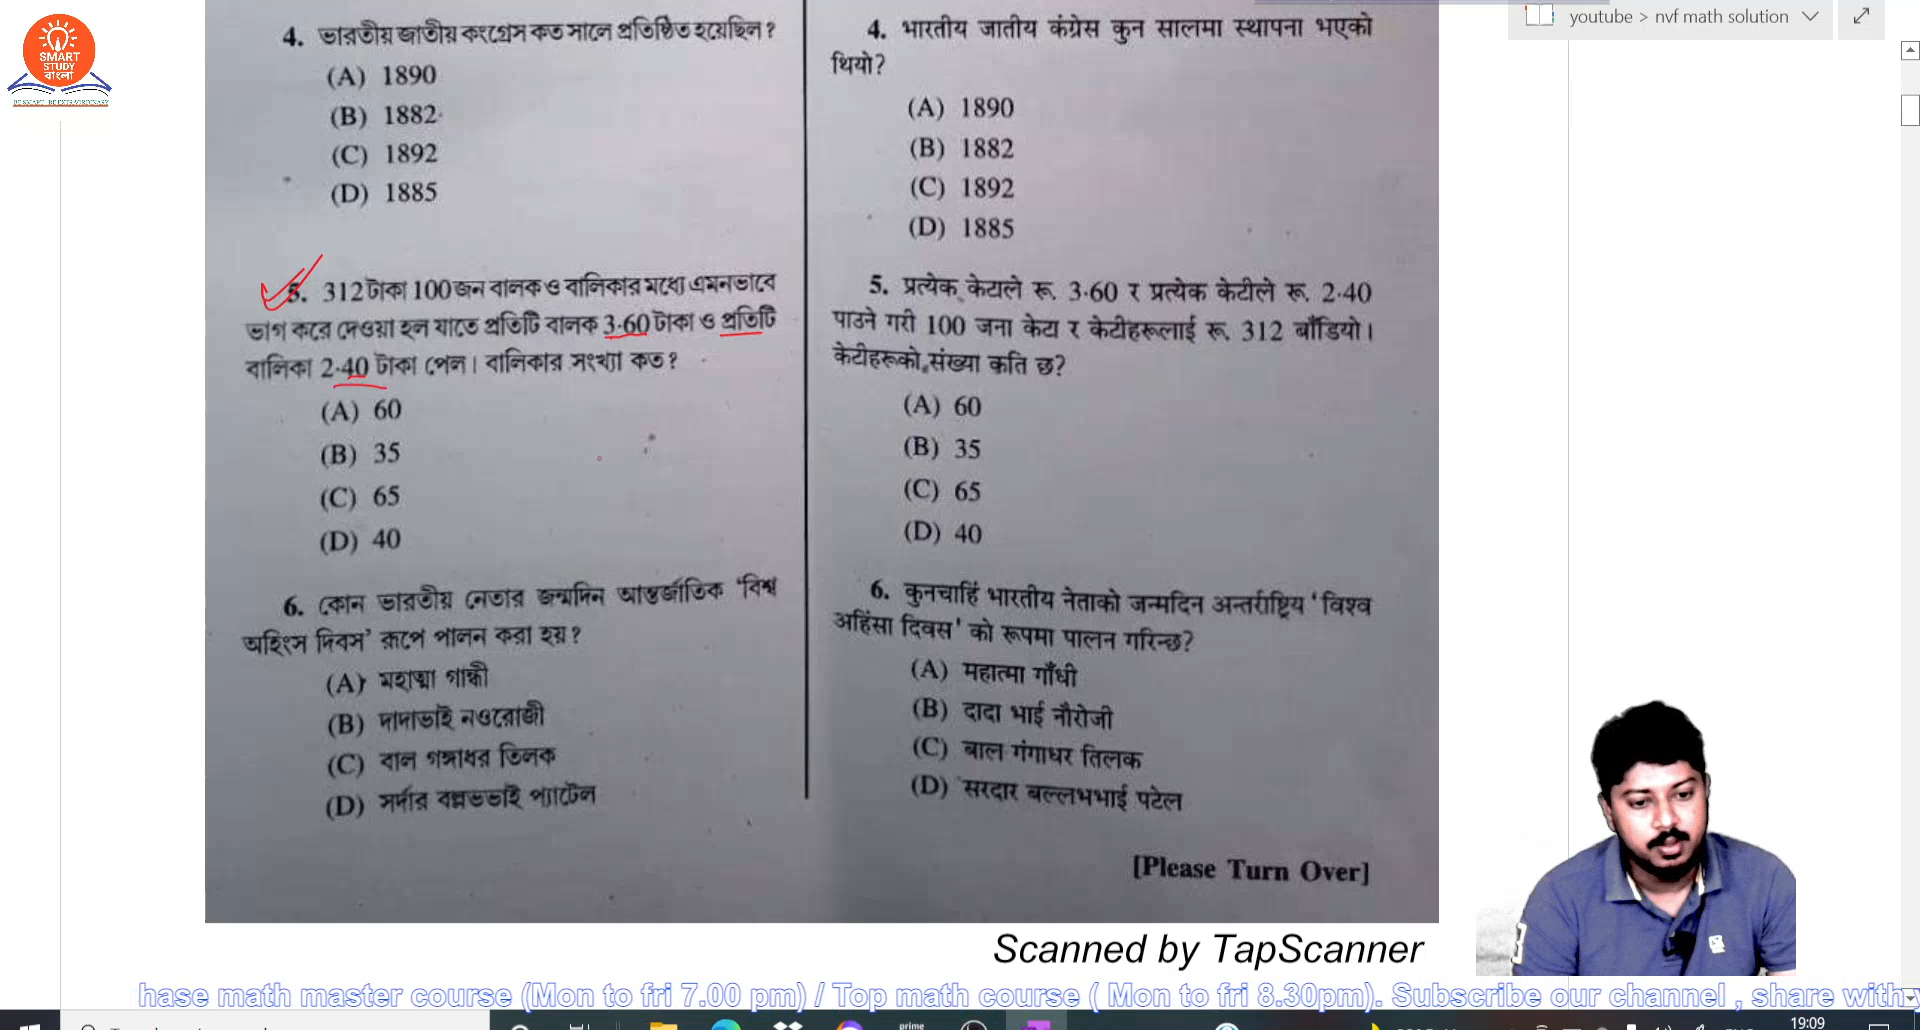 SMART
STUDY
বাংলা
youtube > nvf math solution
4. ভারতীয় জাতীয় কংগ্রেস কত সালে প্রতিষ্ঠিত হয়েছিল ?
(A) 1890
(B) 1882
(C) 1892
(D) 1885
5. 312 টাকা 100 জন বালক ও বালিকার মধ্যে এমনভাবে
ভাগ করে দেওয়া হল যাতে প্রতিটি বালক 3·60 টাকা ও প্রতিটি
বালিকা 2·40 টাকা পেল। বালিকার সংখ্যা কত ?
(A) 60
(B) 35
(C) 65
(D) 40
6. কোন ভারতীয় নেতার জন্মদিন আন্তর্জাতিক ‘বিশ্ব
অহিংস দিবস’ রূপে পালন করা হয় ?
(A) মহাত্মা গান্ধী
(B) দাদাভাই নওরোজী
(C) বাল গঙ্গাধর তিলক
(D) সর্দার বল্লভভাই প্যাটেল
4. भारतीय जातीय कंग्रेस कुन सालमा स्थापना भएको
थियो?
(A) 1890
(B) 1882
(C) 1892
(D) 1885
5. प्रत्येक केटाले रू. 3·60 र प्रत्येक केटीले रू. 2·40
पाउने गरी 100 जना केटा र केटीहरूलाई रू. 312 बाँडियो।
केटीहरूको संख्या कति छ?
(A) 60
(B) 35
(C) 65
(D) 40
6. कुनचाहिं भारतीय नेताको जन्मदिन अन्तर्राष्ट्रिय ‘विश्व
अहिंसा दिवस’ को रूपमा पालन गरिन्छ?
(A) महात्मा गाँधी
(B) दादा भाई नौरोजी
(C) बाल गंगाधर तिलक
(D) सरदार बल्लभभाई पटेल
[Please Turn Over]
Scanned by TapScanner
hase math master course (Mon to fri 7.00 pm) / Top math course ( Mon to fri 8.30pm). Subscribe our channel , share with
prime
19:09